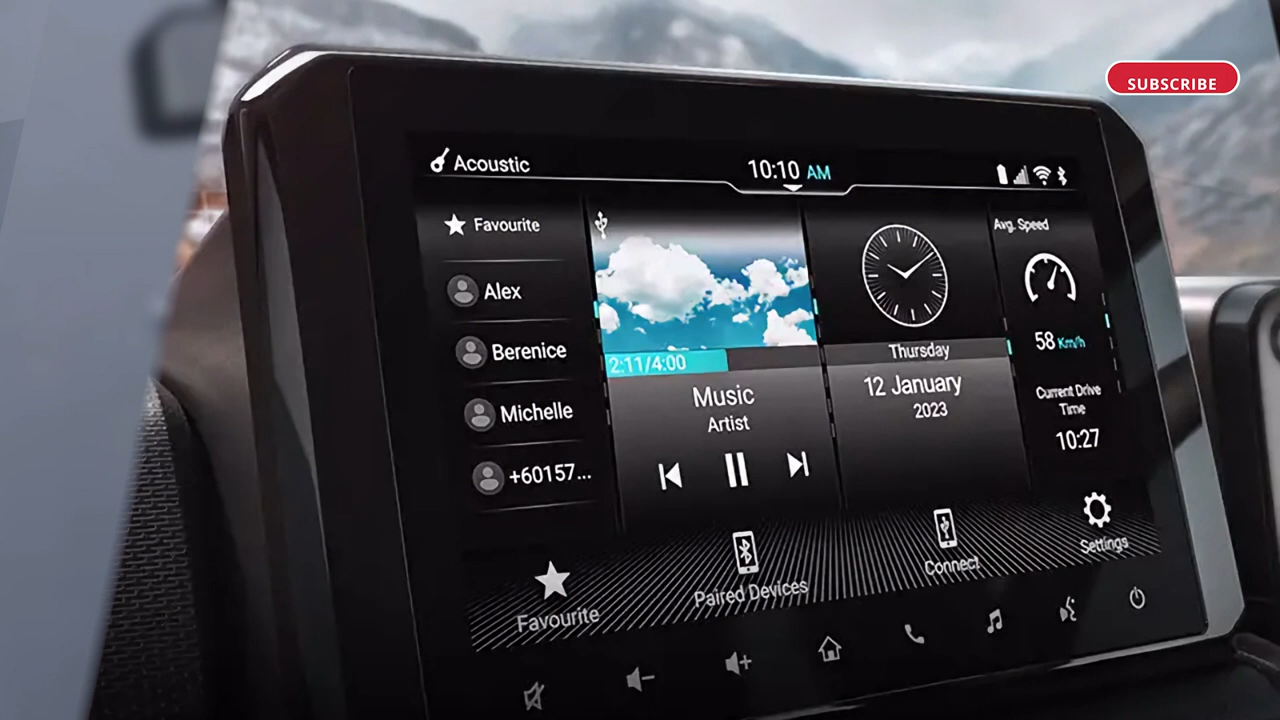 SUBSCRIBE
Acoustic
10:10 AM
Favourite
Alex
Berenice
Michelle
+60157...
2:11/4:00
Music
Artist
Thursday
12 January
2023
Avg. Speed
58 Km/h
Current Drive
Time
10:27
Favourite
Paired Devices
Connect
Settings